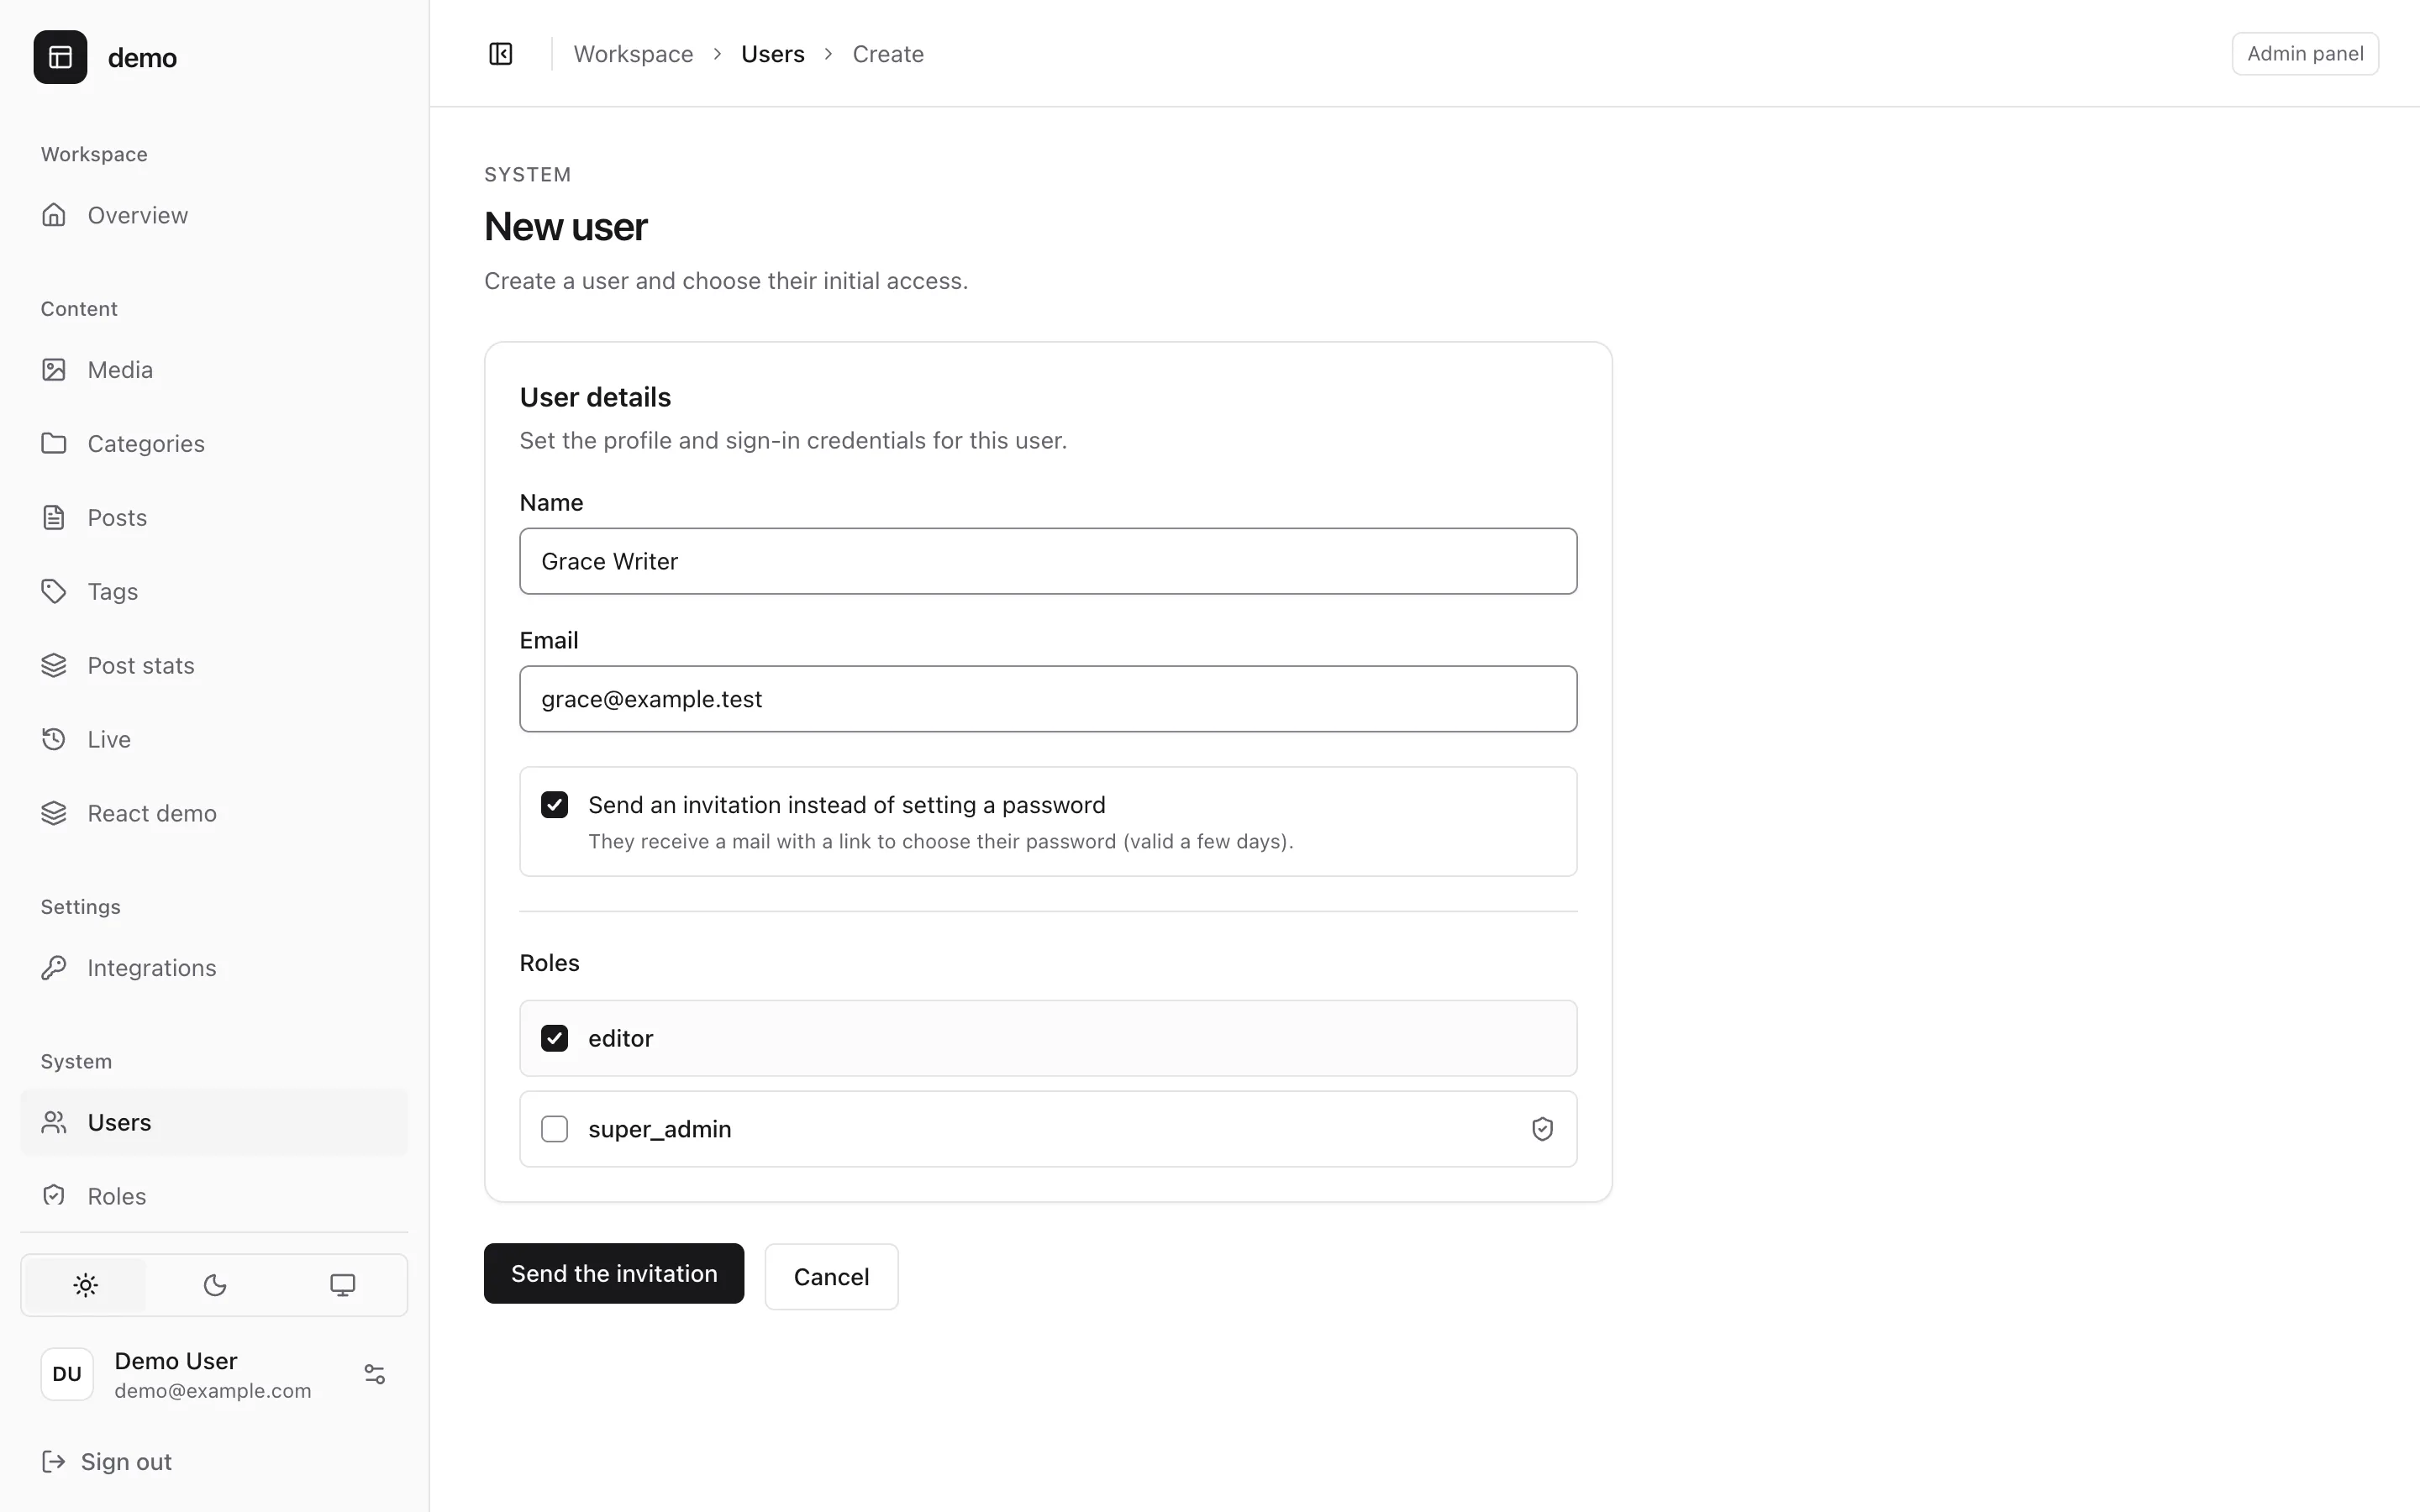 demo
Workspace
Overview
Content
Media
Categories
Posts
Tags
Post stats
Live
React demo
Settings
Integrations
System
Users
Roles
DU
Demo User
demo@example.com
Sign out
Workspace > Users > Create
Admin panel
SYSTEM
New user
Create a user and choose their initial access.
User details
Set the profile and sign-in credentials for this user.
Name
Grace Writer
Email
grace@example.test
Send an invitation instead of setting a password
They receive a mail with a link to choose their password (valid a few days).
Roles
editor
super_admin
Send the invitation
Cancel